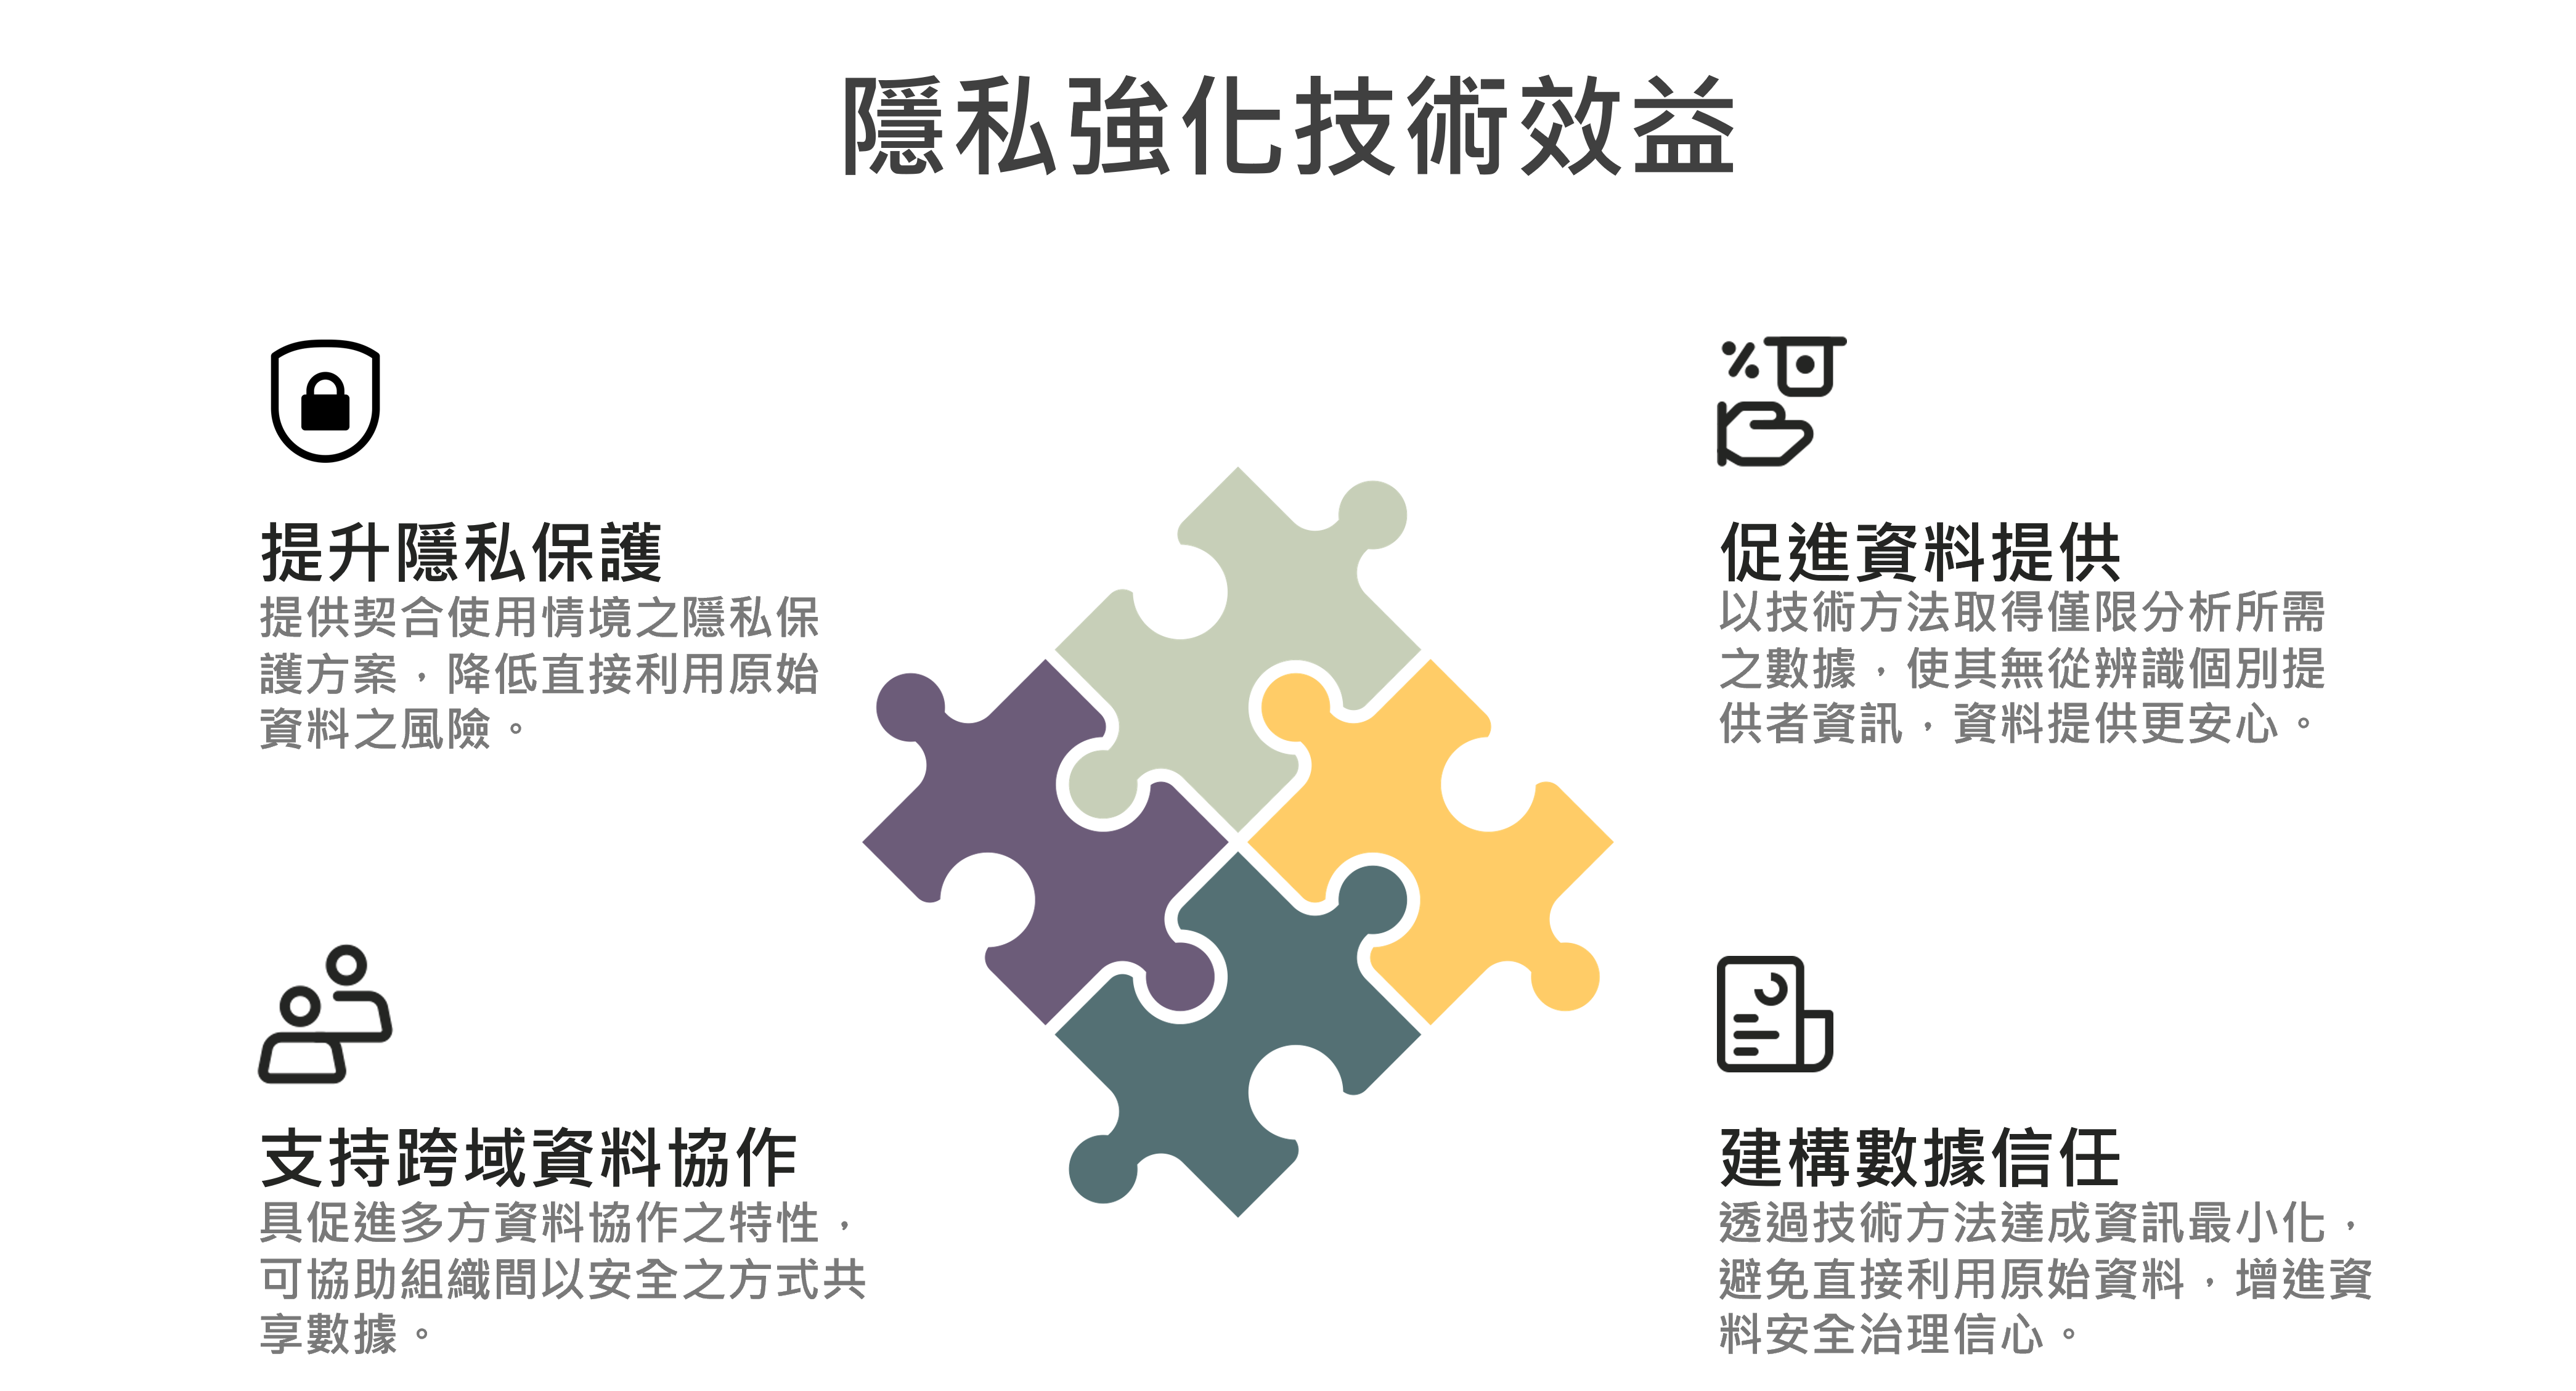 隱私強化技術效益
提升隱私保護
提供契合使用情境之隱私保
護方案，降低直接利用原始
資料之風險。
促進資料提供
以技術方法取得僅限分析所需
之數據，使其無從辨識個別提
供者資訊，資料提供更安心。
支持跨域資料協作
具促進多方資料協作之特性，
可協助組織間以安全之方式共
享數據。
建構數據信任
透過技術方法達成資訊最小化，
避免直接利用原始資料，增進資
料安全治理信心。